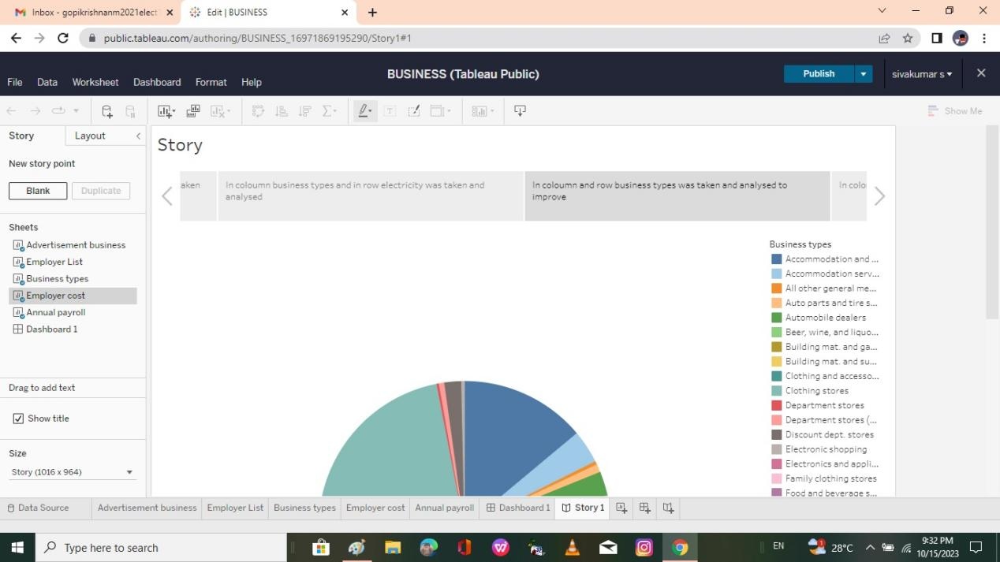 Inbox - gopikrishnanm2021elect
Edit | BUSINESS
public.tableau.com/authoring/BUSINESS_16971869195290/Story1#1
BUSINESS (Tableau Public)
Publish
sivakumar s
File Data Worksheet Dashboard Format Help
Show Me
Story
Layout
New story point
Blank
Duplicate
Sheets
Advertisement business
Employer List
Business types
Employer cost
Annual payroll
Dashboard 1
Drag to add text
Show title
Size
Story (1016 x 964)
Story
aken
In coloumn business types and in row electricity was taken and
analysed
In coloumn and row business types was taken and analysed to
improve
In colo
Business types
Accommodation and ...
Accommodation serv...
All other general me...
Auto parts and tire s...
Automobile dealers
Beer, wine, and liquo...
Building mat. and ga...
Building mat. and su...
Clothing and accesso...
Clothing stores
Department stores
Department stores (...
Discount dept. stores
Electronic shopping
Electronics and appli...
Family clothing stores
Food and beverage s...
Data Source
Advertisement business
Employer List
Business types
Employer cost
Annual payroll
Dashboard 1
Story 1
Type here to search
EN
28°C
9:32 PM
10/15/2023